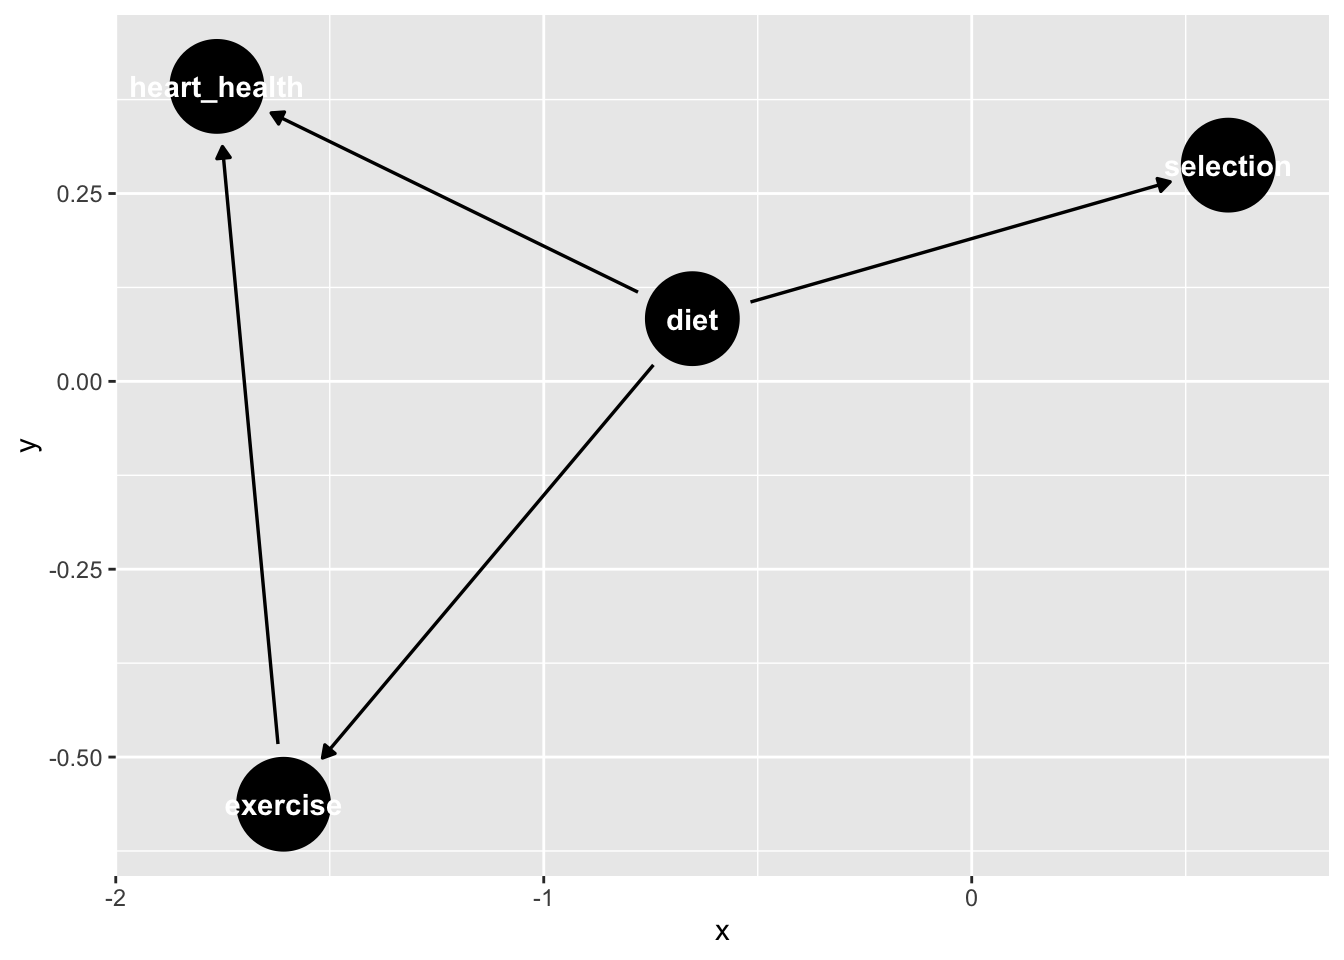 heart_health
selection
0.25
diet
0.00
y
-0.25
-0.50
exercise
-2
-1
0
x